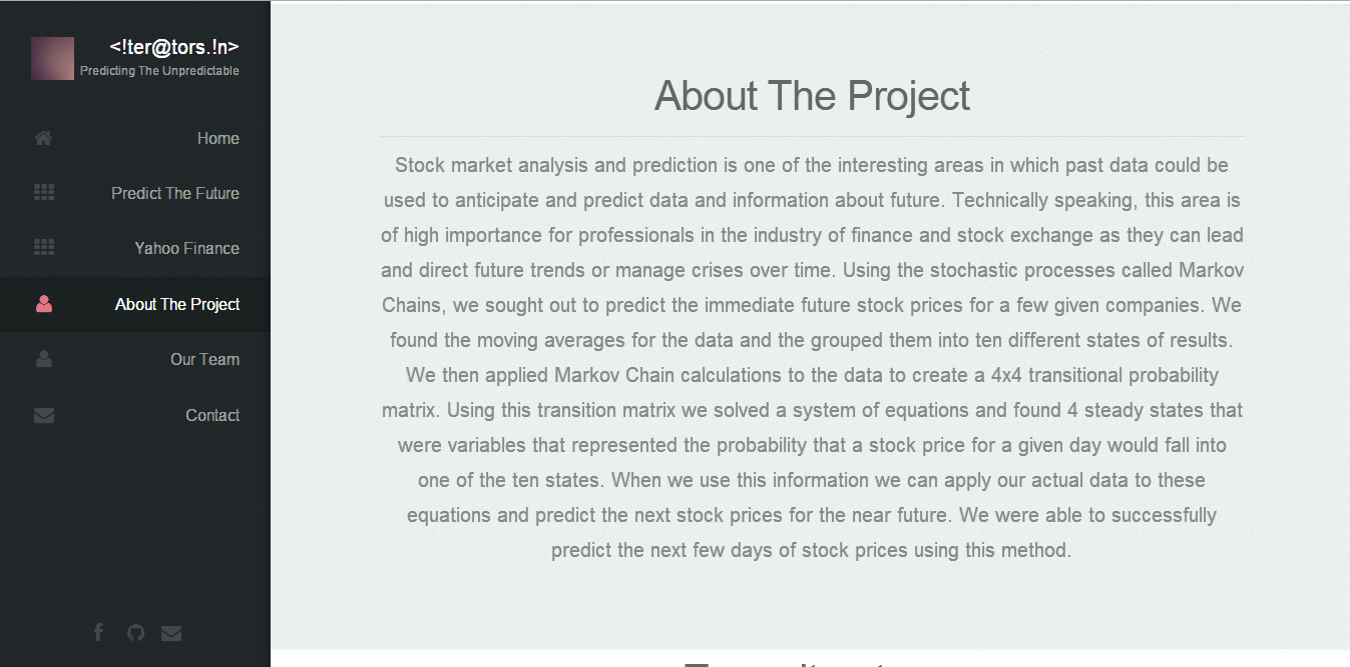 <!ter@tors.!n>
Predicting The Unpredictable
Home
Predict The Future
Yahoo Finance
About The Project
Our Team
Contact
About The Project
Stock market analysis and prediction is one of the interesting areas in which past data could be
used to anticipate and predict data and information about future. Technically speaking, this area is
of high importance for professionals in the industry of finance and stock exchange as they can lead
and direct future trends or manage crises over time. Using the stochastic processes called Markov
Chains, we sought out to predict the immediate future stock prices for a few given companies. We
found the moving averages for the data and the grouped them into ten different states of results.
We then applied Markov Chain calculations to the data to create a 4x4 transitional probability
matrix. Using this transition matrix we solved a system of equations and found 4 steady states that
were variables that represented the probability that a stock price for a given day would fall into
one of the ten states. When we use this information we can apply our actual data to these
equations and predict the next stock prices for the near future. We were able to successfully
predict the next few days of stock prices using this method.